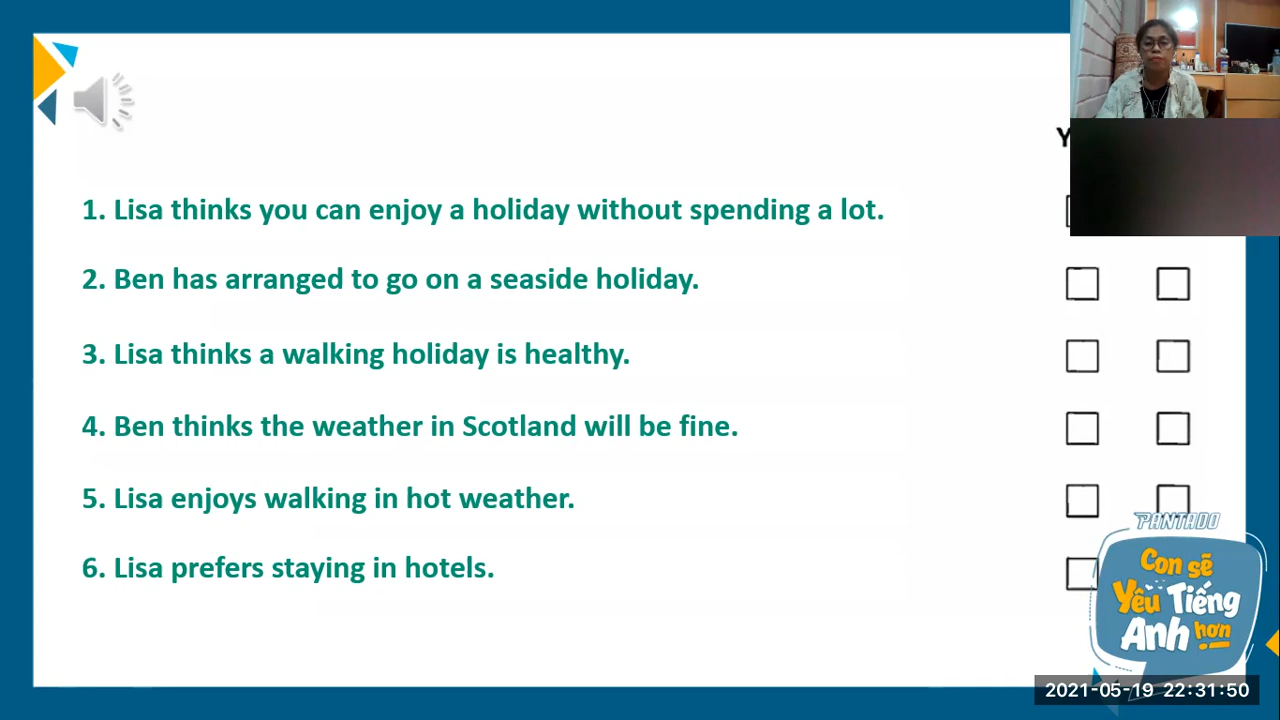 Y
1. Lisa thinks you can enjoy a holiday without spending a lot.
2. Ben has arranged to go on a seaside holiday.
3. Lisa thinks a walking holiday is healthy.
4. Ben thinks the weather in Scotland will be fine.
5. Lisa enjoys walking in hot weather.
6. Lisa prefers staying in hotels.
PANTADO
Con sẽ
Yêu Tiếng
Anh hơn
2021-05-19 22:31:50